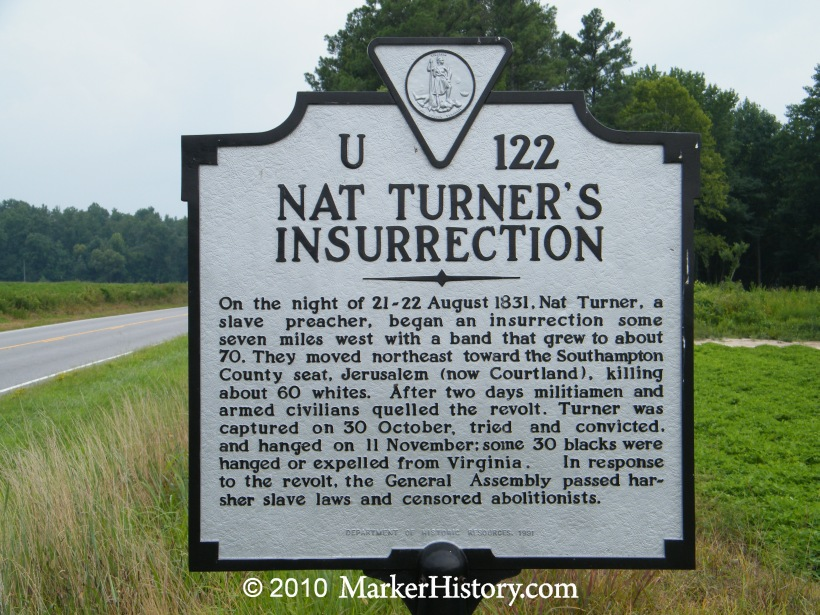 U 122
NAT TURNER'S
INSURRECTION
On the night of 21-22 August 1831, Nat Turner, a
slave preacher, began an insurrection some
seven miles west with a band that grew to about
70. They moved northeast toward the Southampton
County seat, Jerusalem (now Courtland), killing
about 60 whites. After two days militiamen and
armed civilians quelled the revolt. Turner was
captured on 30 October, tried and convicted,
and hanged on 11 November; some 30 blacks were
hanged or expelled from Virginia. In response
to the revolt, the General Assembly passed har-
sher slave laws and censored abolitionists.
DEPARTMENT OF HISTORIC RESOURCES, 1991
© 2010 MarkerHistory.com